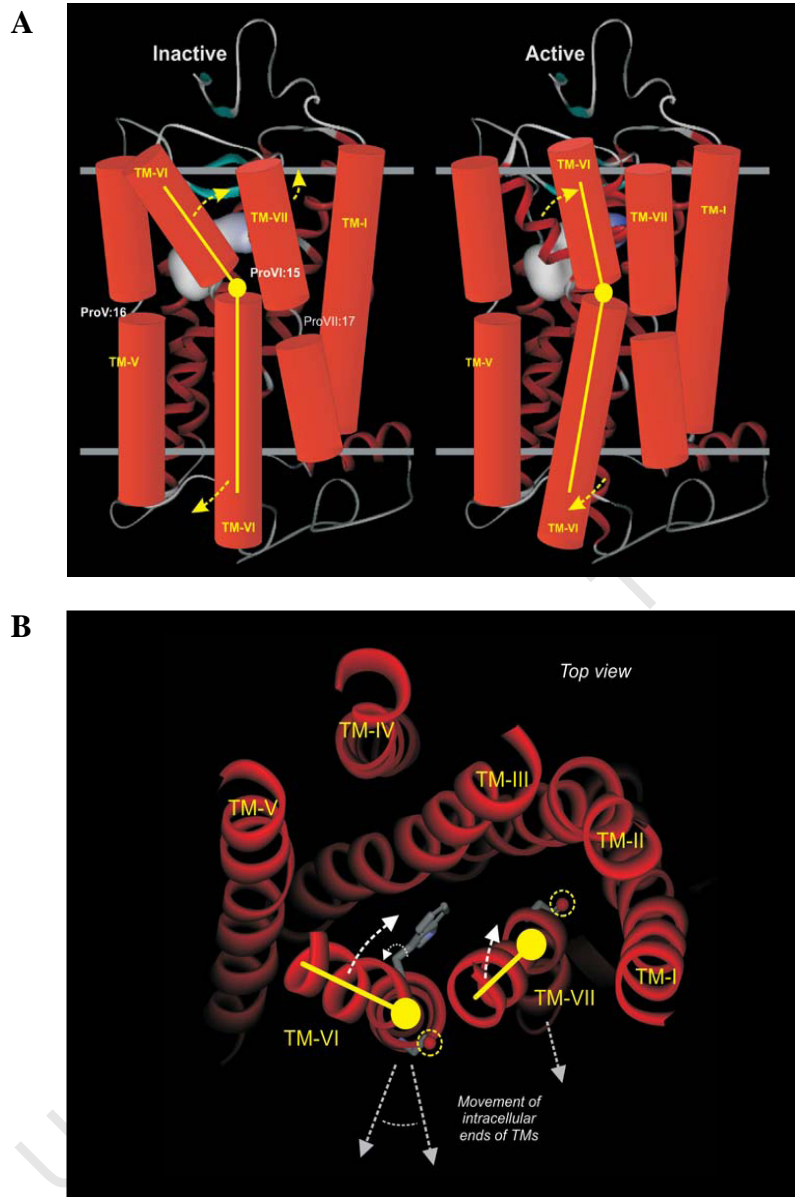 A
Inactive
Active
TM-VI
TM-VII
TM-I
ProVI:15
ProV:16
ProVII:17
TM-V
TM-VI
TM-VI
TM-VII
TM-I
TM-V
TM-VI
B
Top view
TM-IV
TM-III
TM-V
TM-II
TM-I
TM-VII
TM-VI
Movement of
intracellular
ends of TMs